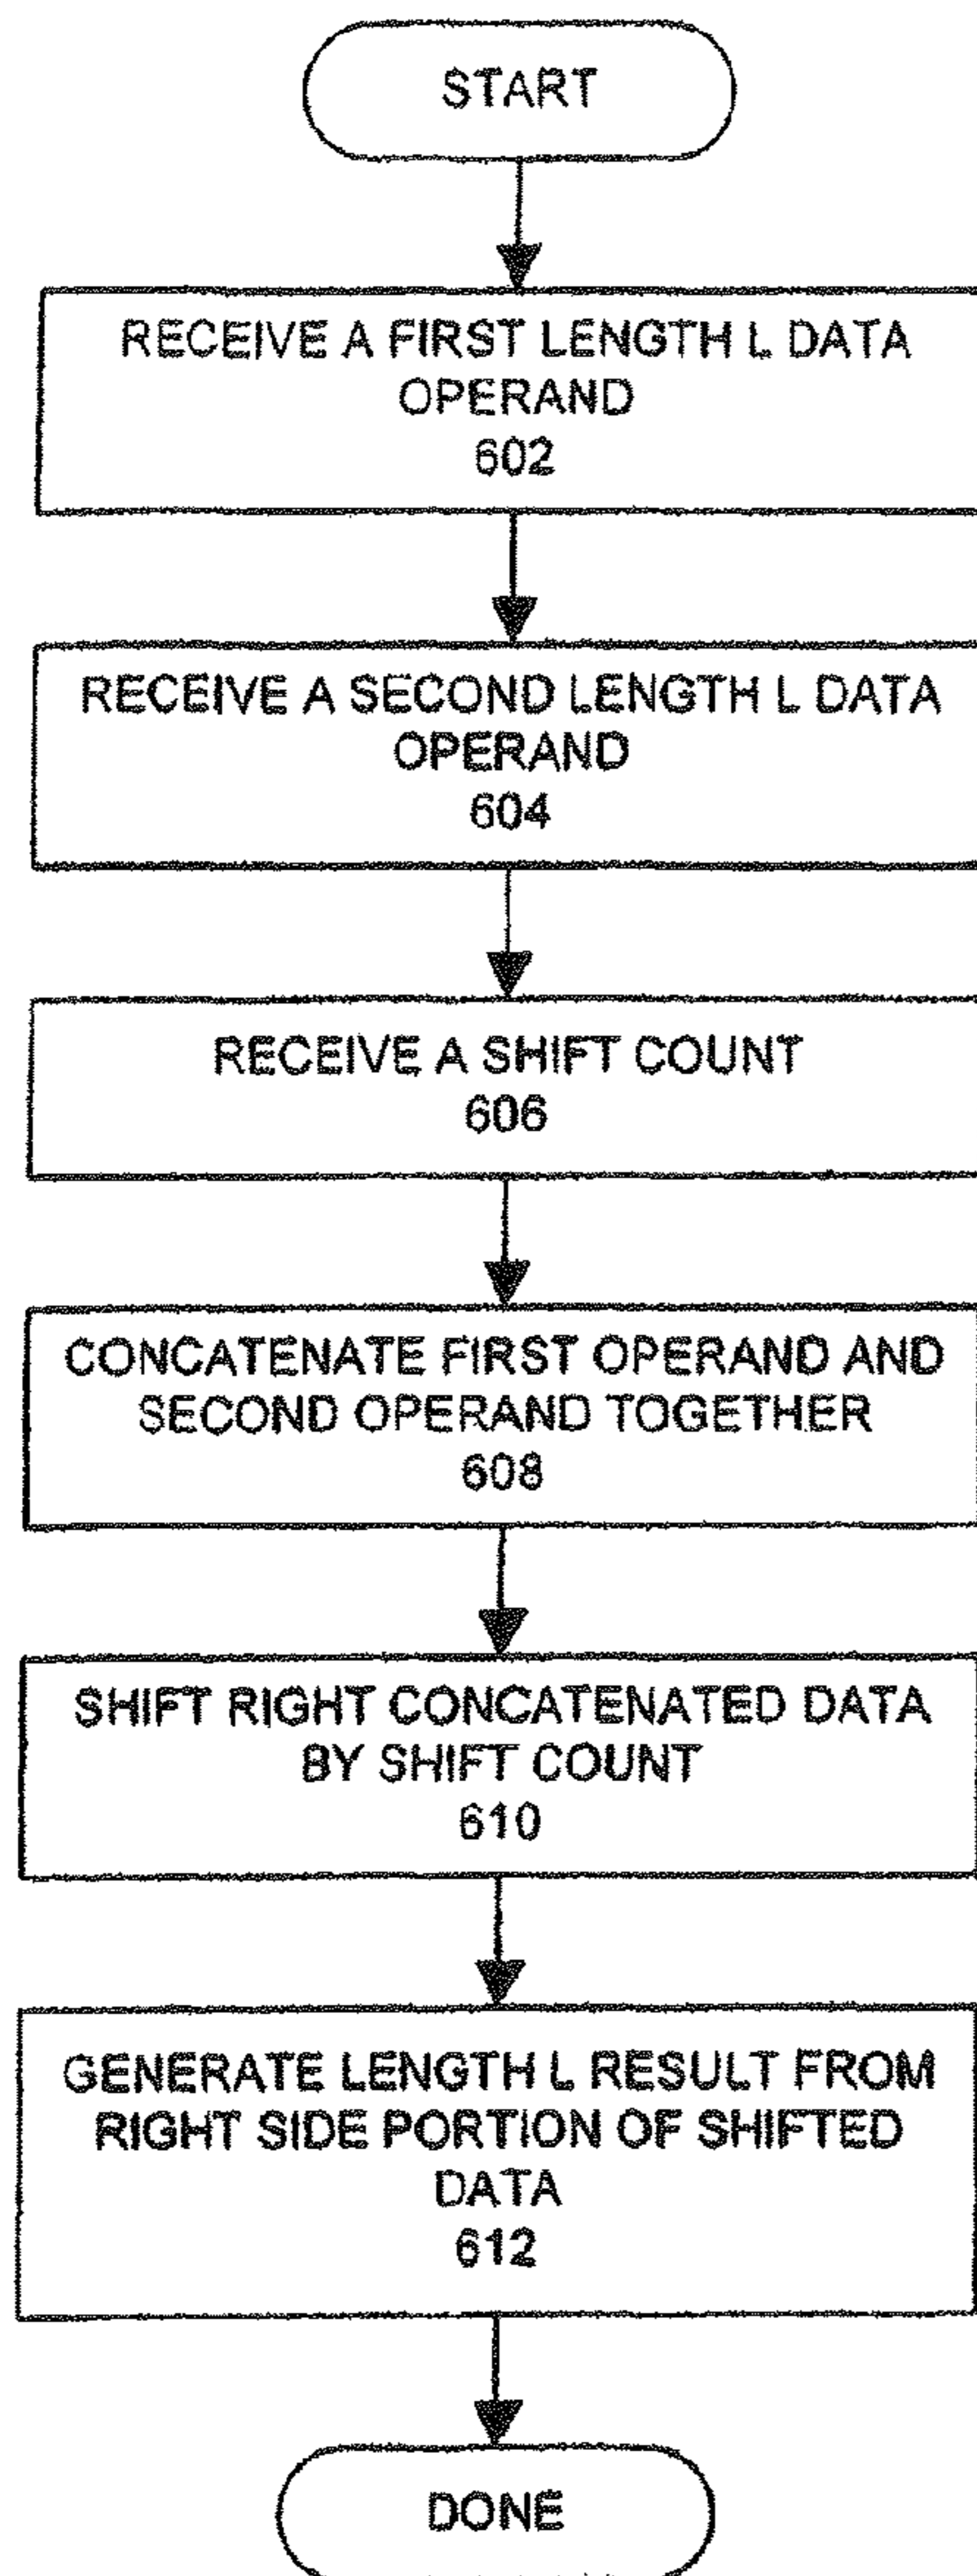 START
RECEIVE A FIRST LENGTH L DATA
OPERAND
602
RECEIVE A SECOND LENGTH L DATA
OPERAND
604
RECEIVE A SHIFT COUNT
606
CONCATENATE FIRST OPERAND AND
SECOND OPERAND TOGETHER
608
SHIFT RIGHT CONCATENATED DATA
BY SHIFT COUNT
610
GENERATE LENGTH L RESULT FROM
RIGHT SIDE PORTION OF SHIFTED
DATA
612
DONE